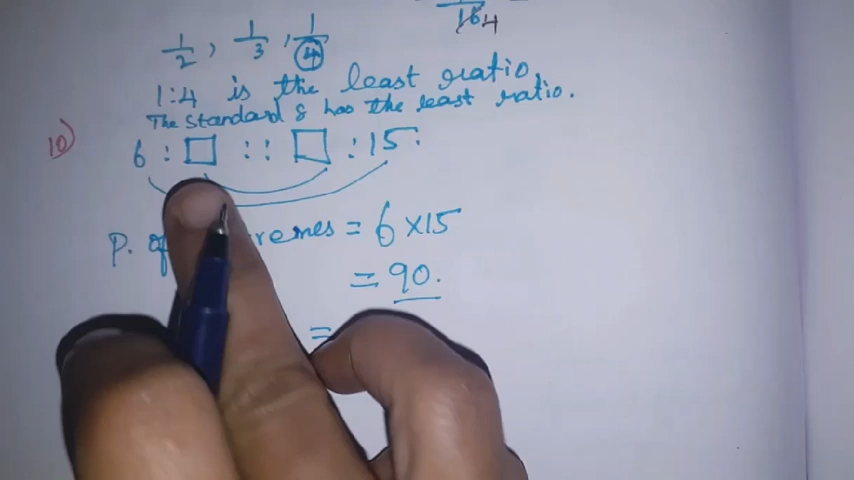 164
1/2 , 1/3 , 1/4
1:4 is the least ratio.
The Standard 8 has the least ratio.
10)
6 : □ :: □ : 15.
P. of = 6 × 15
= 90.
=